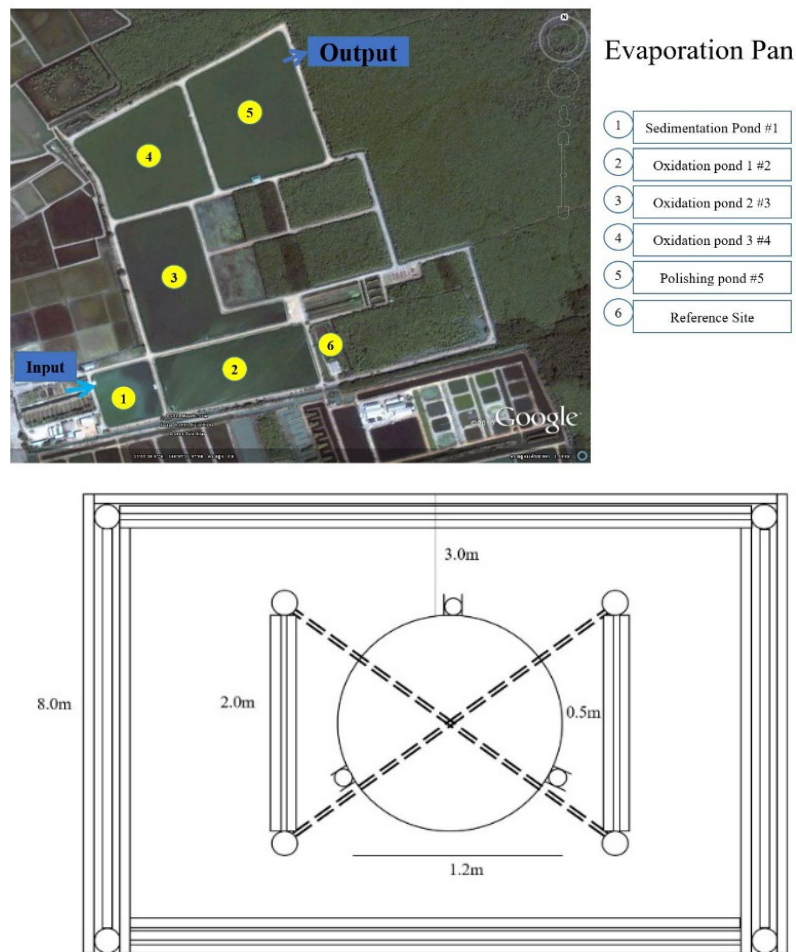 N
Output
Evaporation Pan
1
Sedimentation Pond #1
2
Oxidation pond 1 #2
3
Oxidation pond 2 #3
4
Oxidation pond 3 #4
5
Polishing pond #5
6
Reference Site
5
4
3
6
Input
2
1
Google
3.0m
8.0m
2.0m
0.5m
1.2m